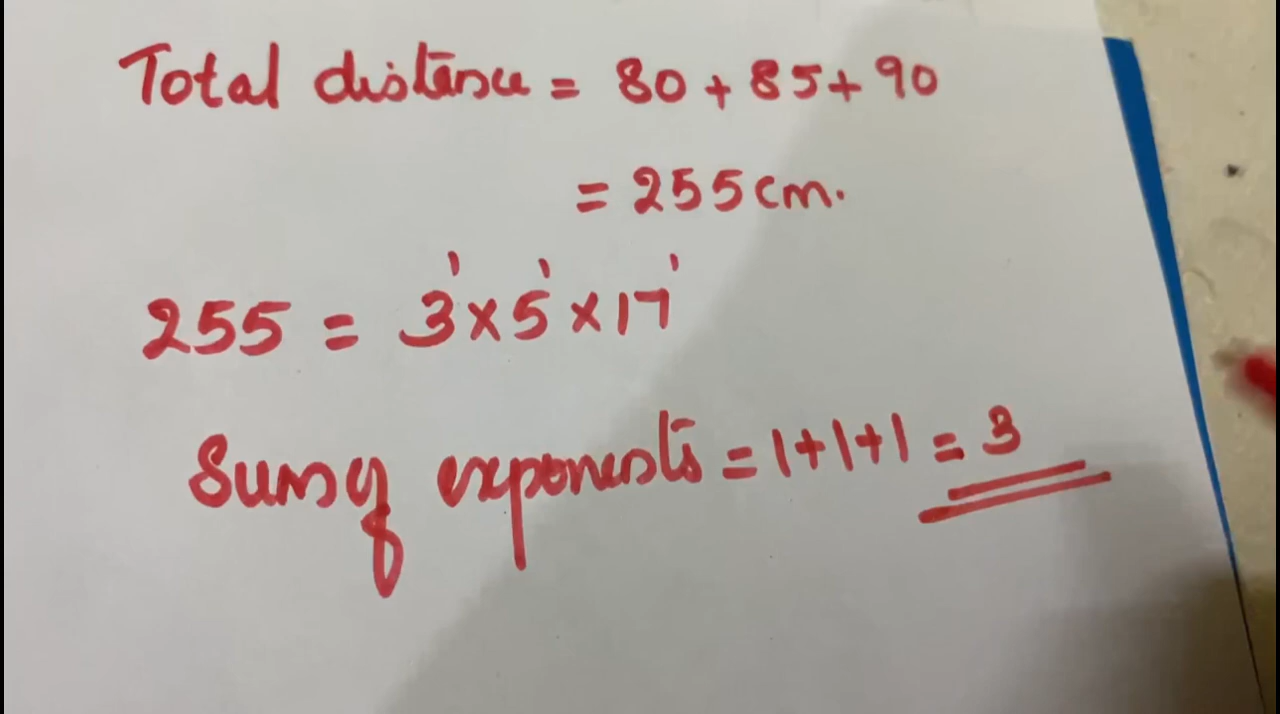 Total distance = 80 + 85 + 90
= 255 cm.
255 = 3¹ x 5¹ x 17¹
Sum of exponents = 1+1+1 = 3